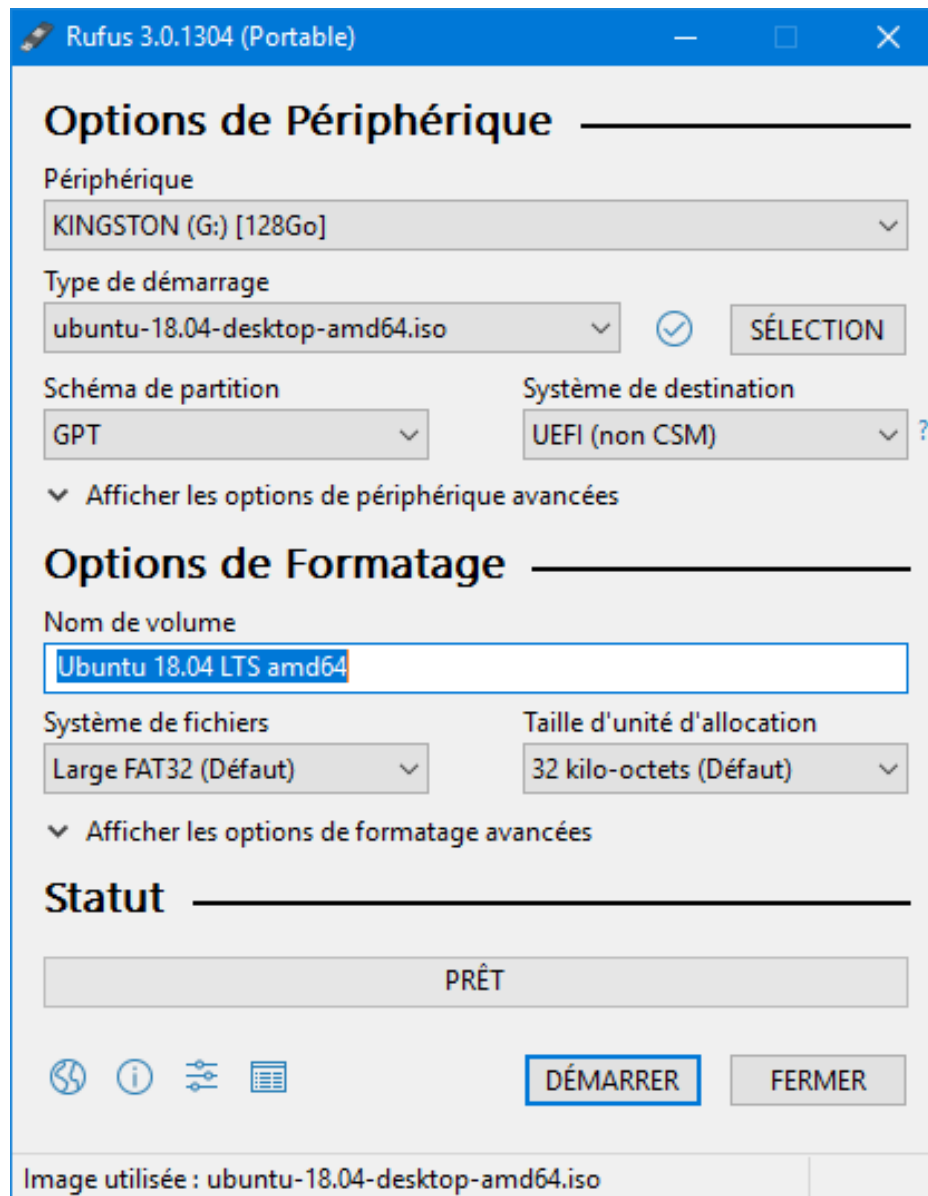 Rufus 3.0.1304 (Portable)
Options de Périphérique
Périphérique
KINGSTON (G:) [128Go]
Type de démarrage
ubuntu-18.04-desktop-amd64.iso
SÉLECTION
Schéma de partition
Système de destination
GPT
UEFI (non CSM)
?
Afficher les options de périphérique avancées
Options de Formatage
Nom de volume
Ubuntu 18.04 LTS amd64
Système de fichiers
Taille d'unité d'allocation
Large FAT32 (Défaut)
32 kilo-octets (Défaut)
Afficher les options de formatage avancées
Statut
PRÊT
DÉMARRER
FERMER
Image utilisée : ubuntu-18.04-desktop-amd64.iso